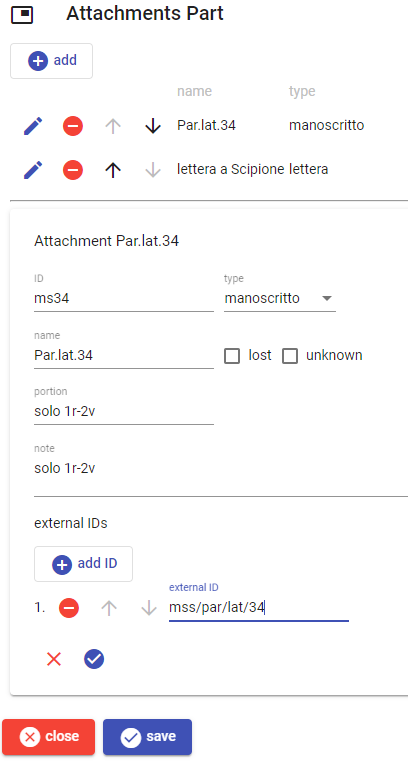 Attachments Part
add
name type
Par.lat.34 manoscritto
lettera a Scipione lettera
Attachment Par.lat.34
ID type
ms34 manoscritto
name
Par.lat.34 lost unknown
portion
solo 1r-2v
note
solo 1r-2v
external IDs
add ID
external ID
1. mss/par/lat/34
close save